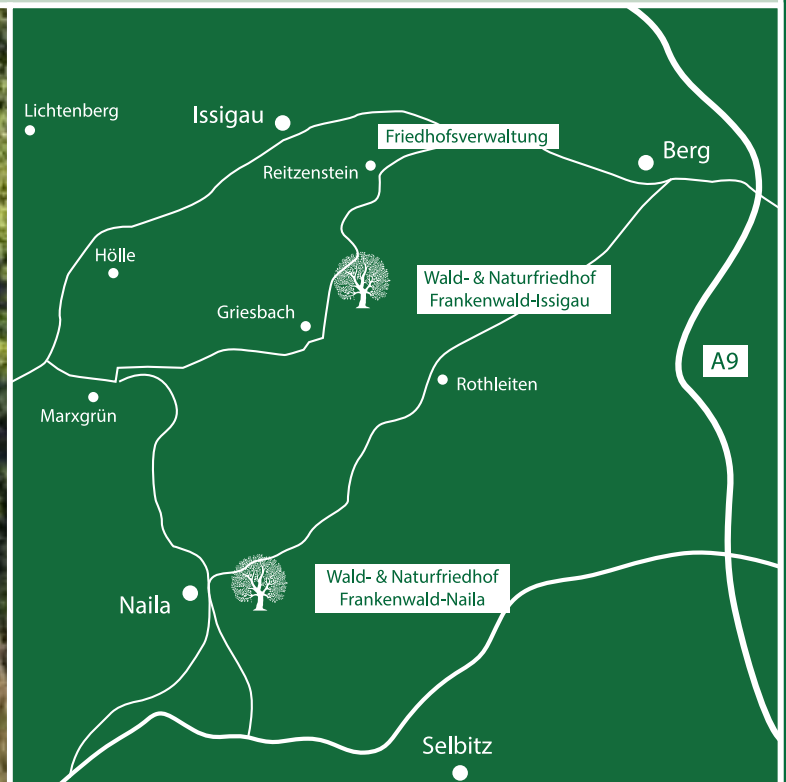 Lichtenberg
Issigau
Friedhofsverwaltung
Berg
Reitzenstein
Hölle
Wald- & Naturfriedhof
Frankenwald-Issigau
Griesbach
A9
Rothleiten
Marxgrün
Wald- & Naturfriedhof
Frankenwald-Naila
Naila
Selbitz